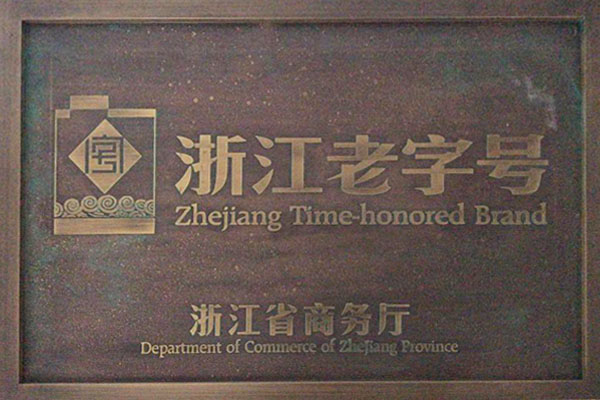 浙江老字号
Zhejiang Time-honored Brand
浙江省商务厅
Department of Commerce of ZheJiang Province